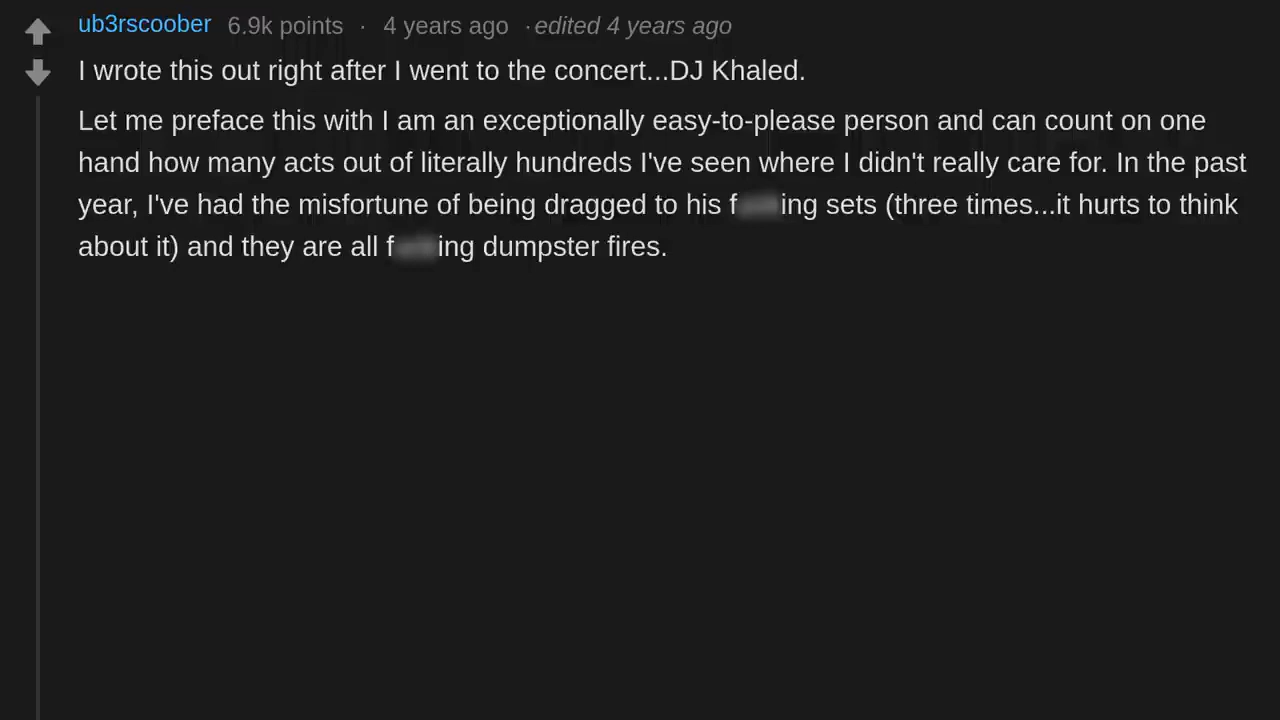 ub3rscoober 6.9k points · 4 years ago · edited 4 years ago
I wrote this out right after I went to the concert...DJ Khaled.
Let me preface this with I am an exceptionally easy-to-please person and can count on one
hand how many acts out of literally hundreds I've seen where I didn't really care for. In the past
year, I've had the misfortune of being dragged to his f ing sets (three times...it hurts to think
about it) and they are all f ing dumpster fires.